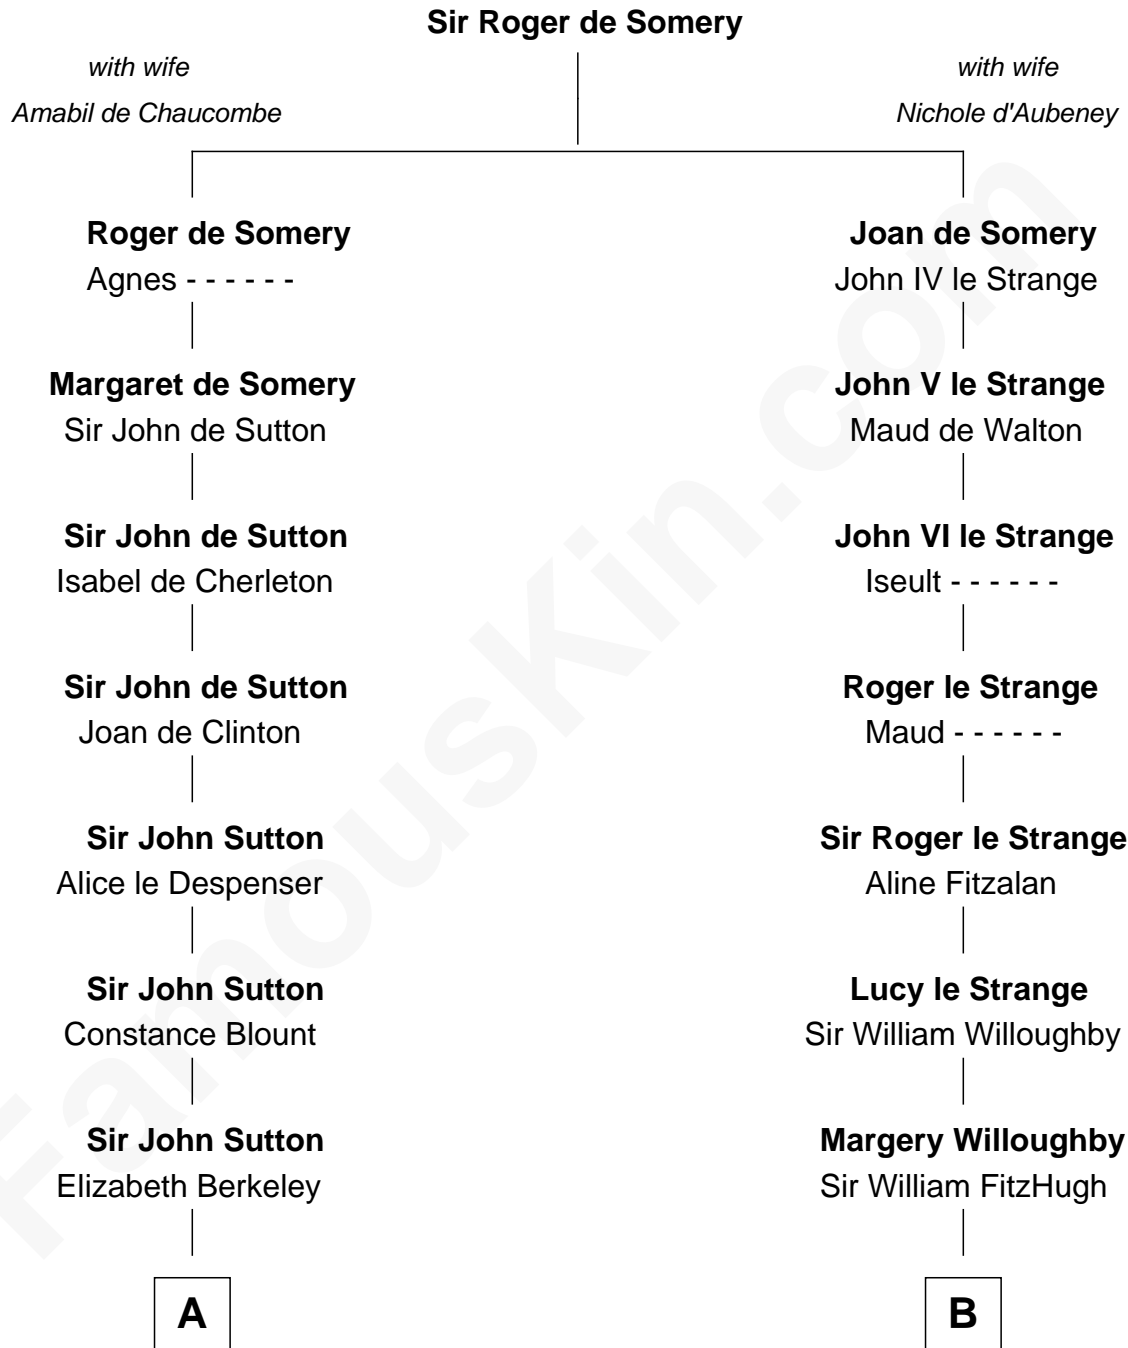 Sir Roger de Somery
with wife
Amabil de Chaucombe
with wife
Nichole d'Aubeney
Roger de Somery
Agnes - - - - - -
Joan de Somery
John IV le Strange
Margaret de Somery
Sir John de Sutton
John V le Strange
Maud de Walton
Sir John de Sutton
Isabel de Cherleton
John VI le Strange
Iseult - - - - - -
Sir John de Sutton
Joan de Clinton
Roger le Strange
Maud - - - - - -
Sir John Sutton
Alice le Despenser
Sir Roger le Strange
Aline Fitzalan
Sir John Sutton
Constance Blount
Lucy le Strange
Sir William Willoughby
Sir John Sutton
Elizabeth Berkeley
Margery Willoughby
Sir William FitzHugh
A
B
FamousKin.com